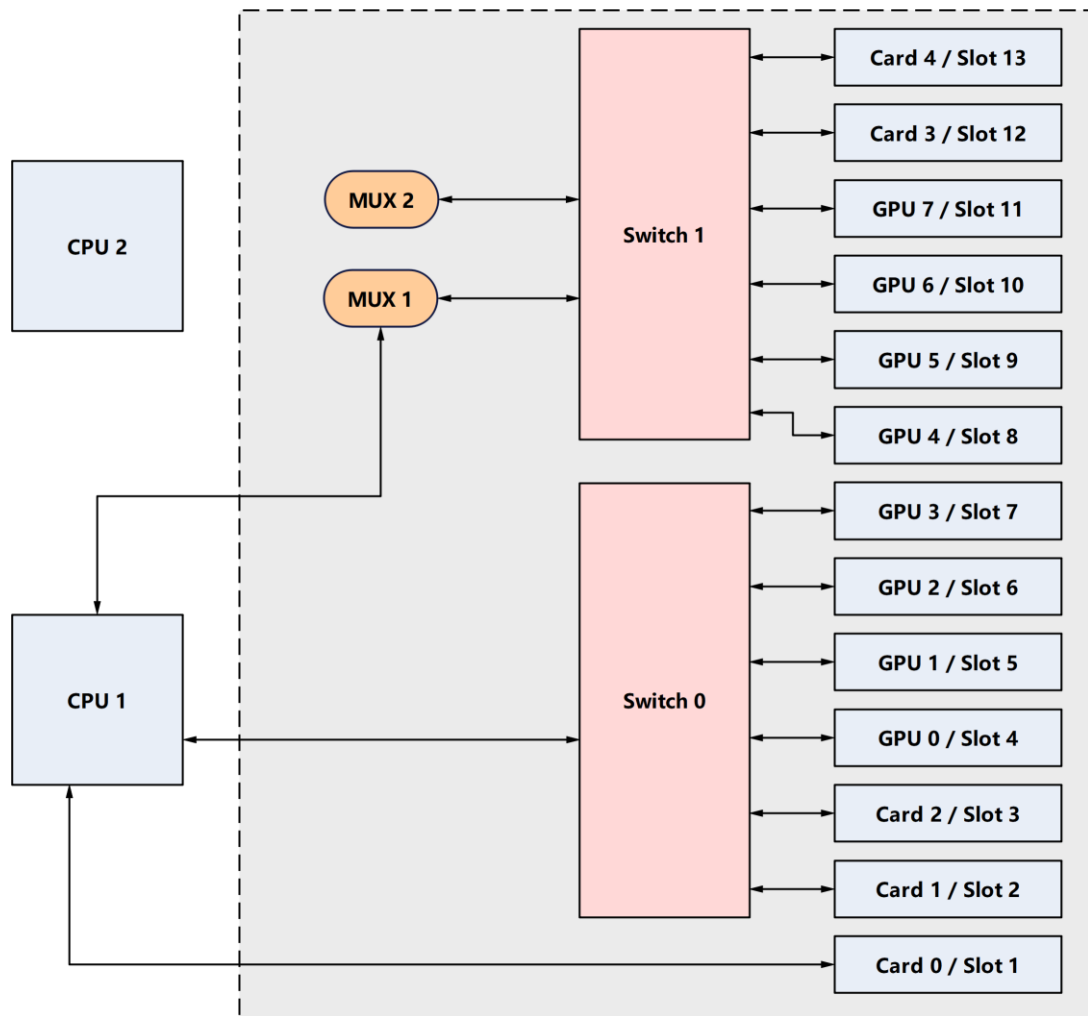 Card 4 / Slot 13
Card 3 / Slot 12
MUX 2
GPU 7 / Slot 11
CPU 2
Switch 1
GPU 6 / Slot 10
MUX 1
GPU 5 / Slot 9
GPU 4 / Slot 8
GPU 3 / Slot 7
GPU 2 / Slot 6
GPU 1 / Slot 5
CPU 1
Switch 0
GPU 0 / Slot 4
Card 2 / Slot 3
Card 1 / Slot 2
Card 0 / Slot 1